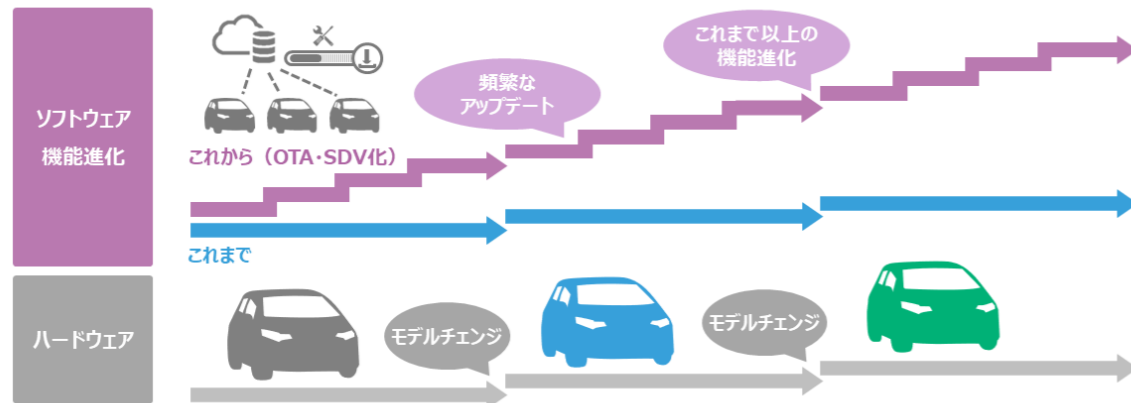 ソフトウェア
機能進化
これから（OTA・SDV化）
頻繁な
アップデート
これまで以上の
機能進化
これまで
ハードウェア
モデルチェンジ
モデルチェンジ